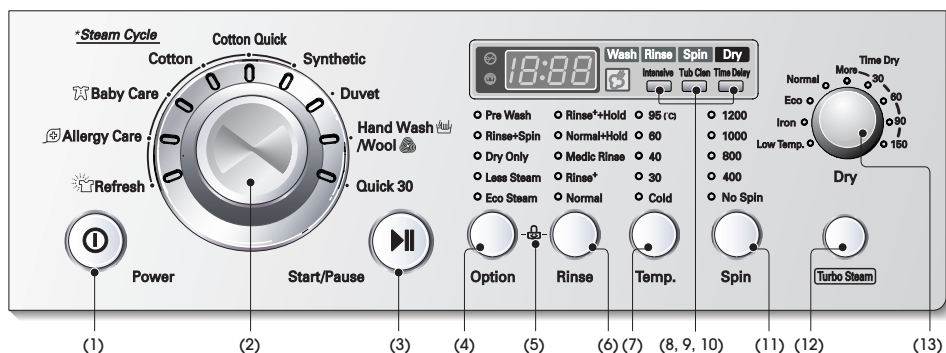 *Steam Cycle
Cotton Quick
Cotton
Synthetic
Baby Care
Duvet
Allergy Care
Hand Wash
/Wool
Refresh
Quick 30
Power
Start/Pause
18:88
Wash Rinse Spin Dry
Intensive Tub Clen Time Delay
Pre Wash
Rinse+Spin
Dry Only
Less Steam
Eco Steam
Option
Rinse⁺+Hold
Normal+Hold
Medic Rinse
Rinse⁺
Normal
Rinse
95 (°C)
60
40
30
Cold
Temp.
1200
1000
800
400
No Spin
Spin
Time Dry
More
30
Normal
60
Eco
90
Iron
150
Low Temp.
Dry
Turbo Steam
(1) (2) (3) (4) (5) (6) (7) (8, 9, 10) (11) (12) (13)